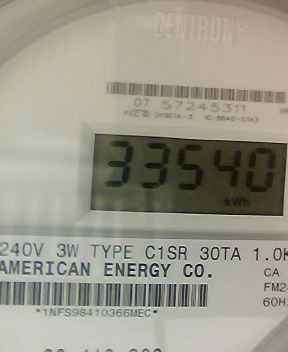 CENTRON®
07 57245311
33540
kWh
240V 3W TYPE C1SR 30TA 1.0K
AMERICAN ENERGY CO.
CA
FM2
60H
*1NFS98410366MEC*